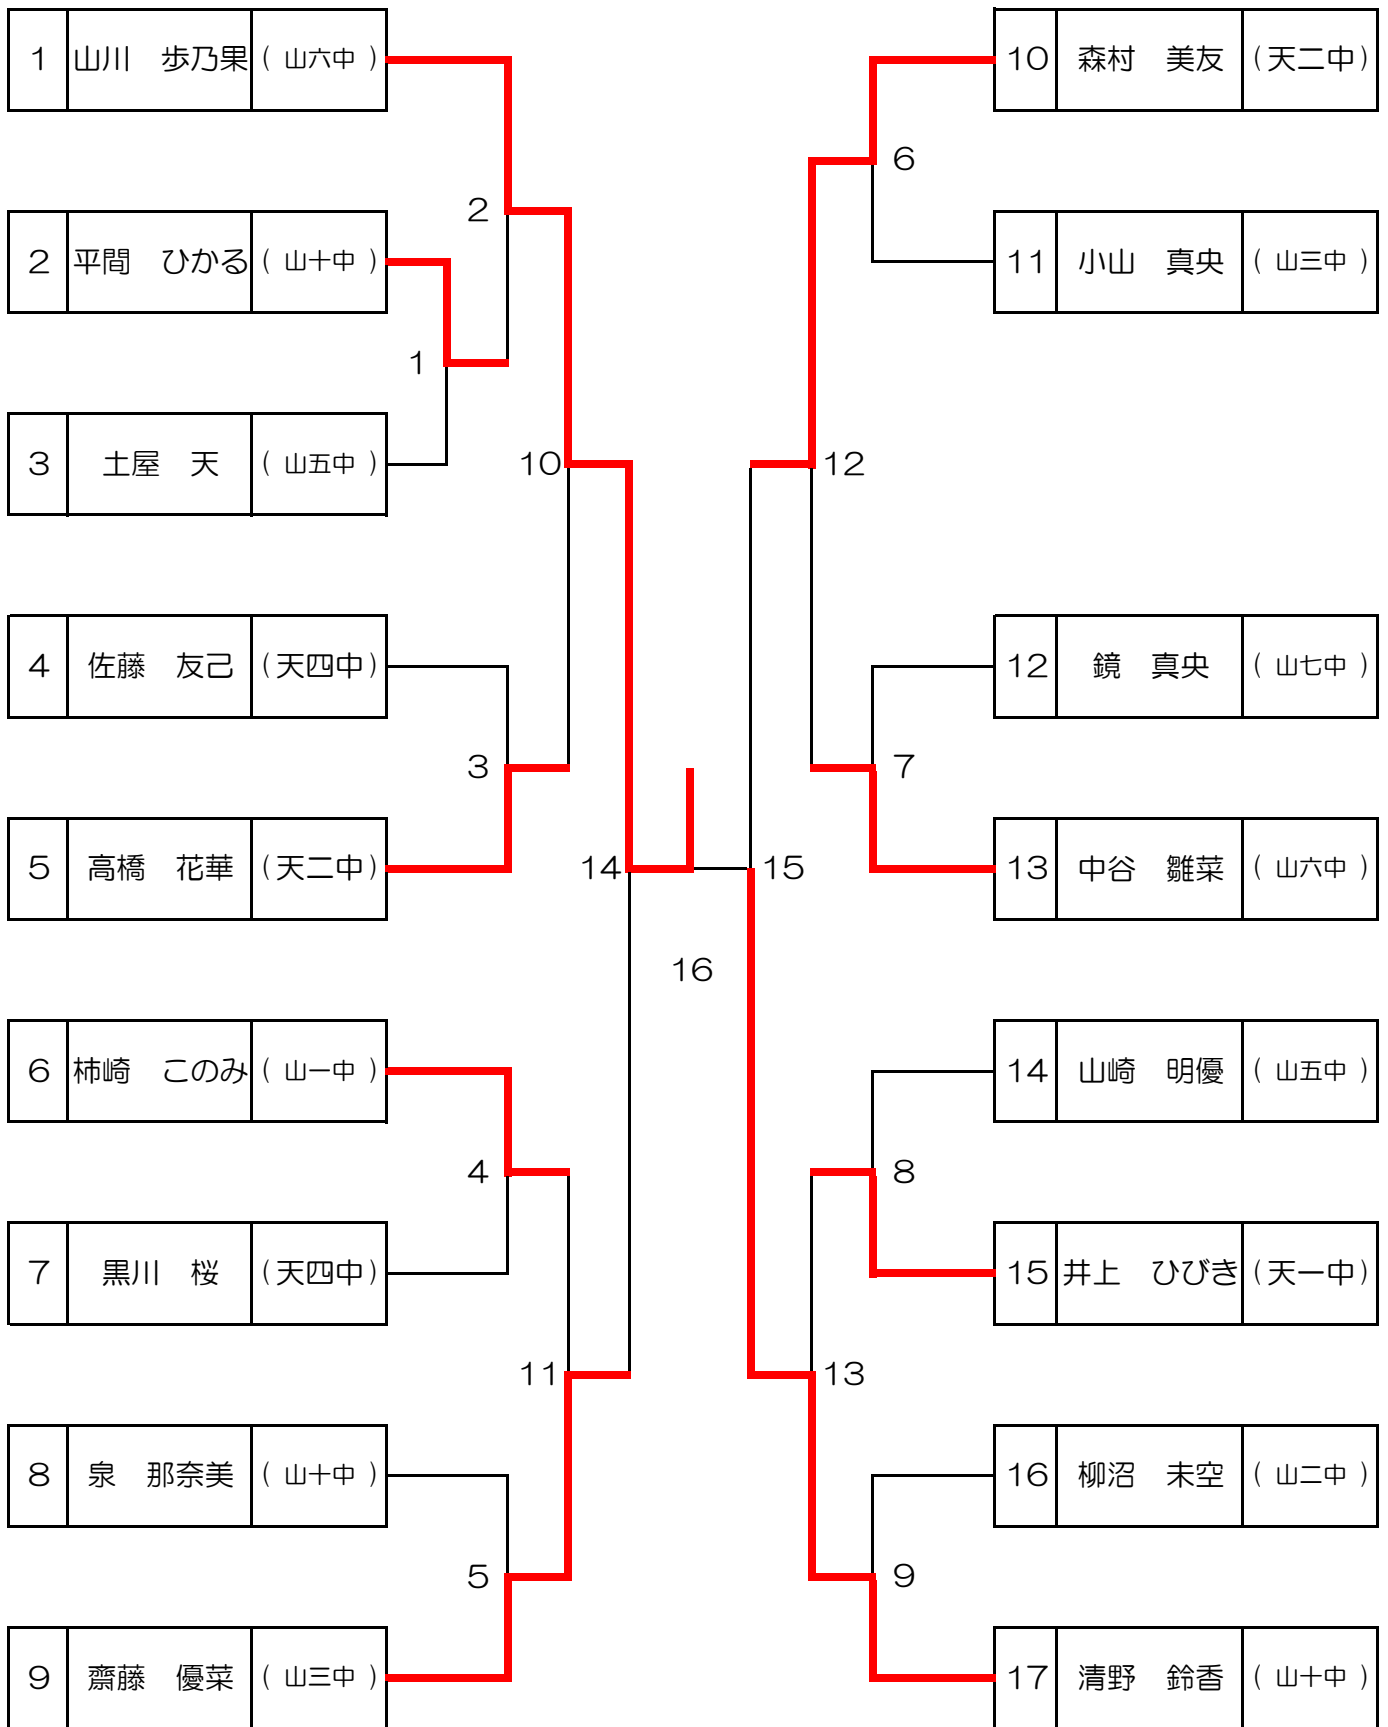 1 山川 歩乃果 ( 山六中 )
2 平間 ひかる ( 山十中 )
3 土屋 天 ( 山五中 )
4 佐藤 友己 (天四中)
5 高橋 花華 (天二中)
6 柿崎 このみ ( 山一中 )
7 黒川 桜 (天四中)
8 泉 那奈美 ( 山十中 )
9 齋藤 優菜 ( 山三中 )
2
1
10
3
14
4
11
5
16
6
12
7
15
8
13
9
10 森村 美友 (天二中)
11 小山 真央 ( 山三中 )
12 鏡 真央 ( 山七中 )
13 中谷 雛菜 ( 山六中 )
14 山崎 明優 ( 山五中 )
15 井上 ひびき (天一中)
16 柳沼 未空 ( 山二中 )
17 清野 鈴香 ( 山十中 )